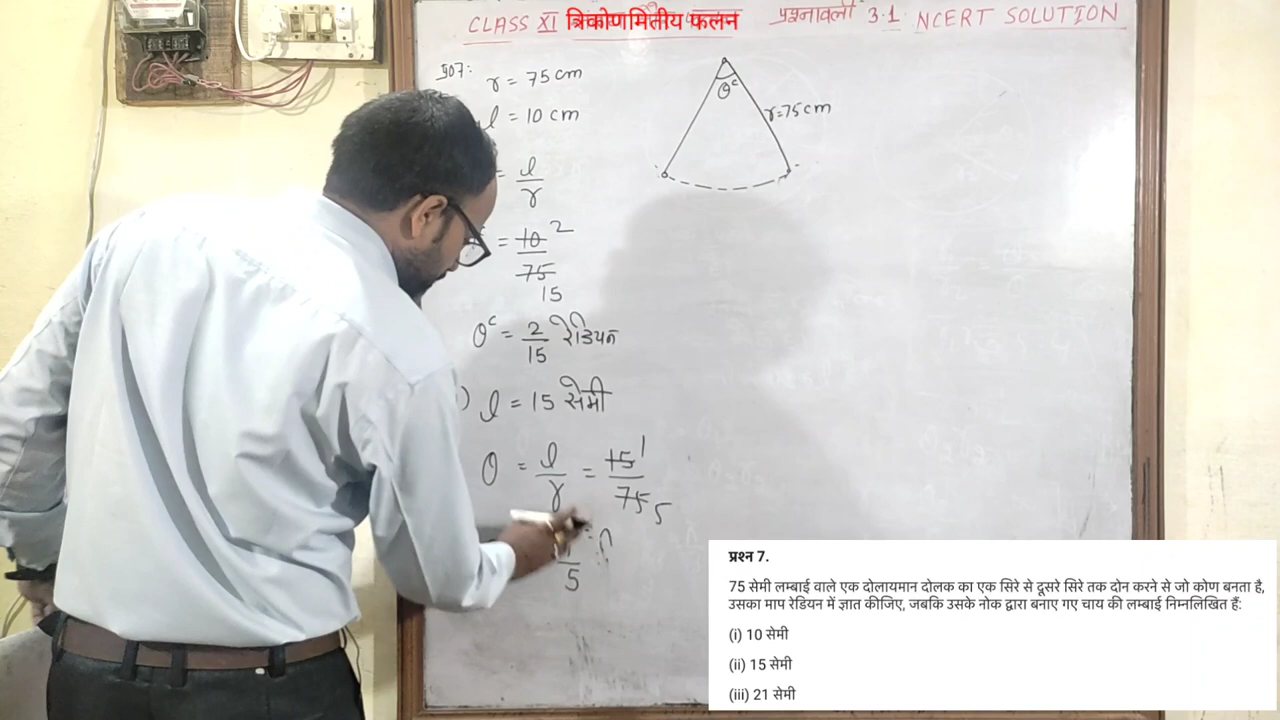 CLASS XI त्रिकोणमितीय फलन प्रश्नावली 3.1 NCERT SOLUTION
प्र07:
r = 75 cm
l = 10 cm
= l/r
= 10/75
2
15
θᶜ = 2/15 रेडियन
) l = 15 सेमी
θ = l/r = 15/75
1
5
5
θᶜ
r=75cm
प्रश्न 7.
75 सेमी लम्बाई वाले एक दोलायमान दोलक का एक सिरे से दूसरे सिरे तक दोन करने से जो कोण बनता है,
उसका माप रेडियन में ज्ञात कीजिए, जबकि उसके नोक द्वारा बनाए गए चाय की लम्बाई निम्नलिखित हैं:
(i) 10 सेमी
(ii) 15 सेमी
(iii) 21 सेमी